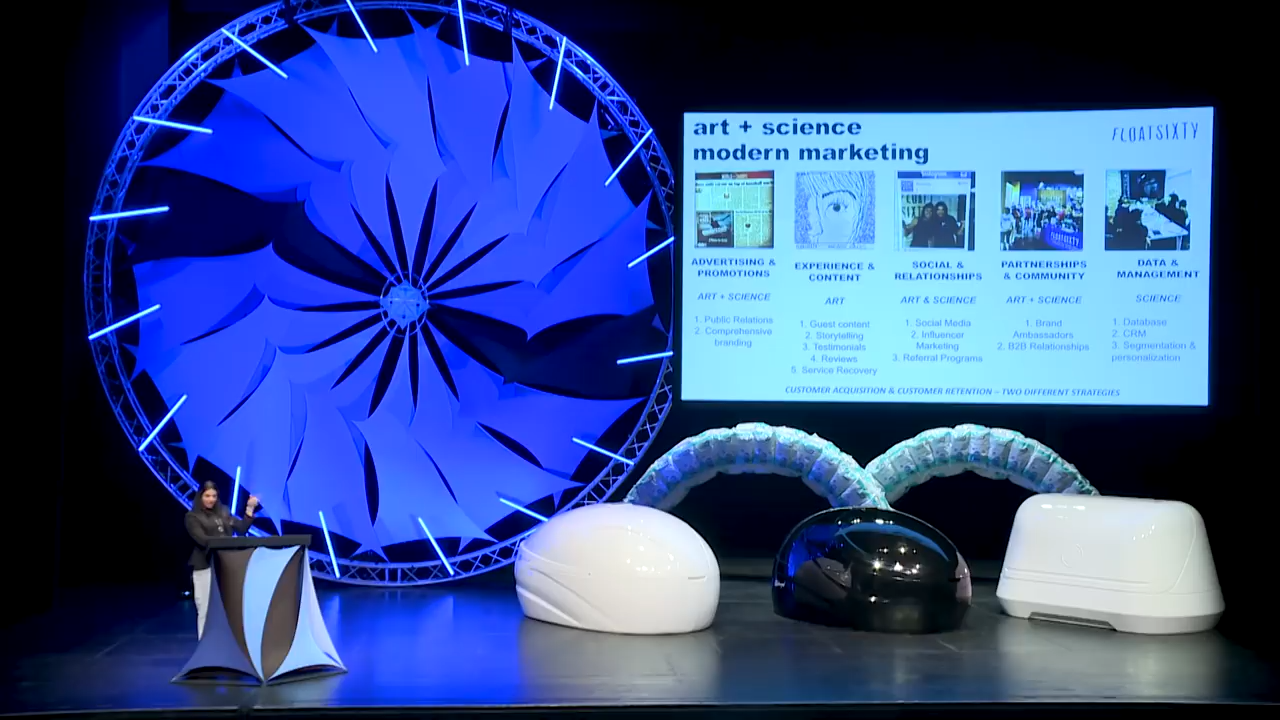 art + science
modern marketing
FLOATSIXTY
ADVERTISING &
PROMOTIONS
ART + SCIENCE
1. Public Relations
2. Comprehensive
branding
EXPERIENCE &
CONTENT
ART
1. Guest content
2. Storytelling
3. Testimonials
4. Reviews
5. Service Recovery
Instagram
SOCIAL &
RELATIONSHIPS
ART & SCIENCE
1. Social Media
2. Influencer
Marketing
3. Referral Programs
PARTNERSHIPS
& COMMUNITY
ART + SCIENCE
1. Brand
Ambassadors
2. B2B Relationships
DATA &
MANAGEMENT
SCIENCE
1. Database
2. CRM
3. Segmentation &
personalization
CUSTOMER ACQUISITION & CUSTOMER RETENTION – TWO DIFFERENT STRATEGIES